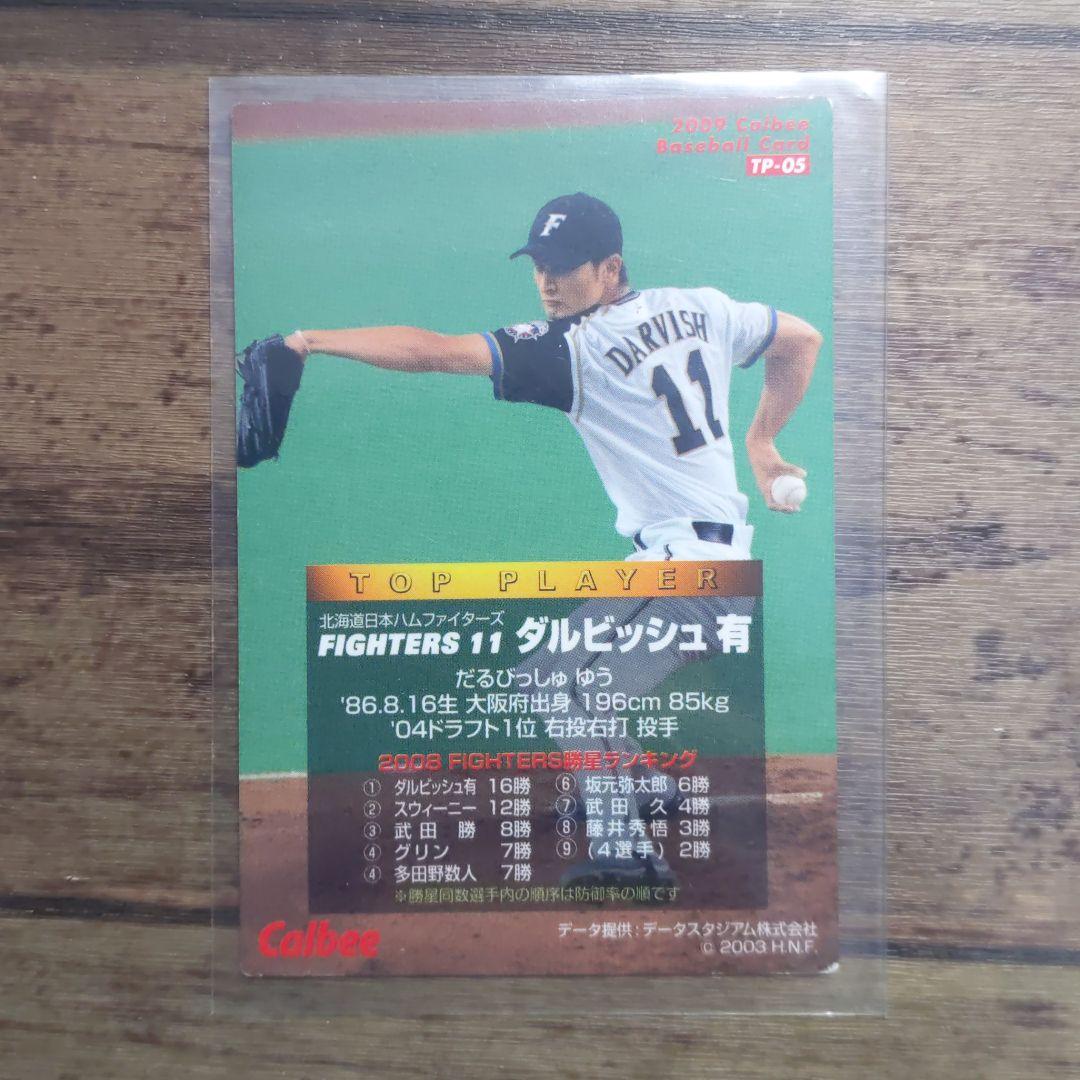 2009 Calbee
Baseball Card
TP-05
F
DARVISH
11
TOP PLAYER
北海道日本ハムファイターズ
FIGHTERS 11 ダルビッシュ 有
だるびっしゅ ゆう
'86.8.16生 大阪府出身 196cm 85kg
'04ドラフト1位 右投右打 投手
2008 FIGHTERS勝星ランキング
① ダルビッシュ有 16勝 ⑥ 坂元弥太郎 6勝
② スウィーニー 12勝 ⑦ 武田 久 4勝
③ 武田 勝 8勝 ⑧ 藤井秀悟 3勝
④ グリン 7勝 ⑨ (4選手) 2勝
④ 多田野数人 7勝
※勝星同数選手内の順序は防御率の順です
Calbee
データ提供:データスタジアム株式会社
© 2003 H.N.F.